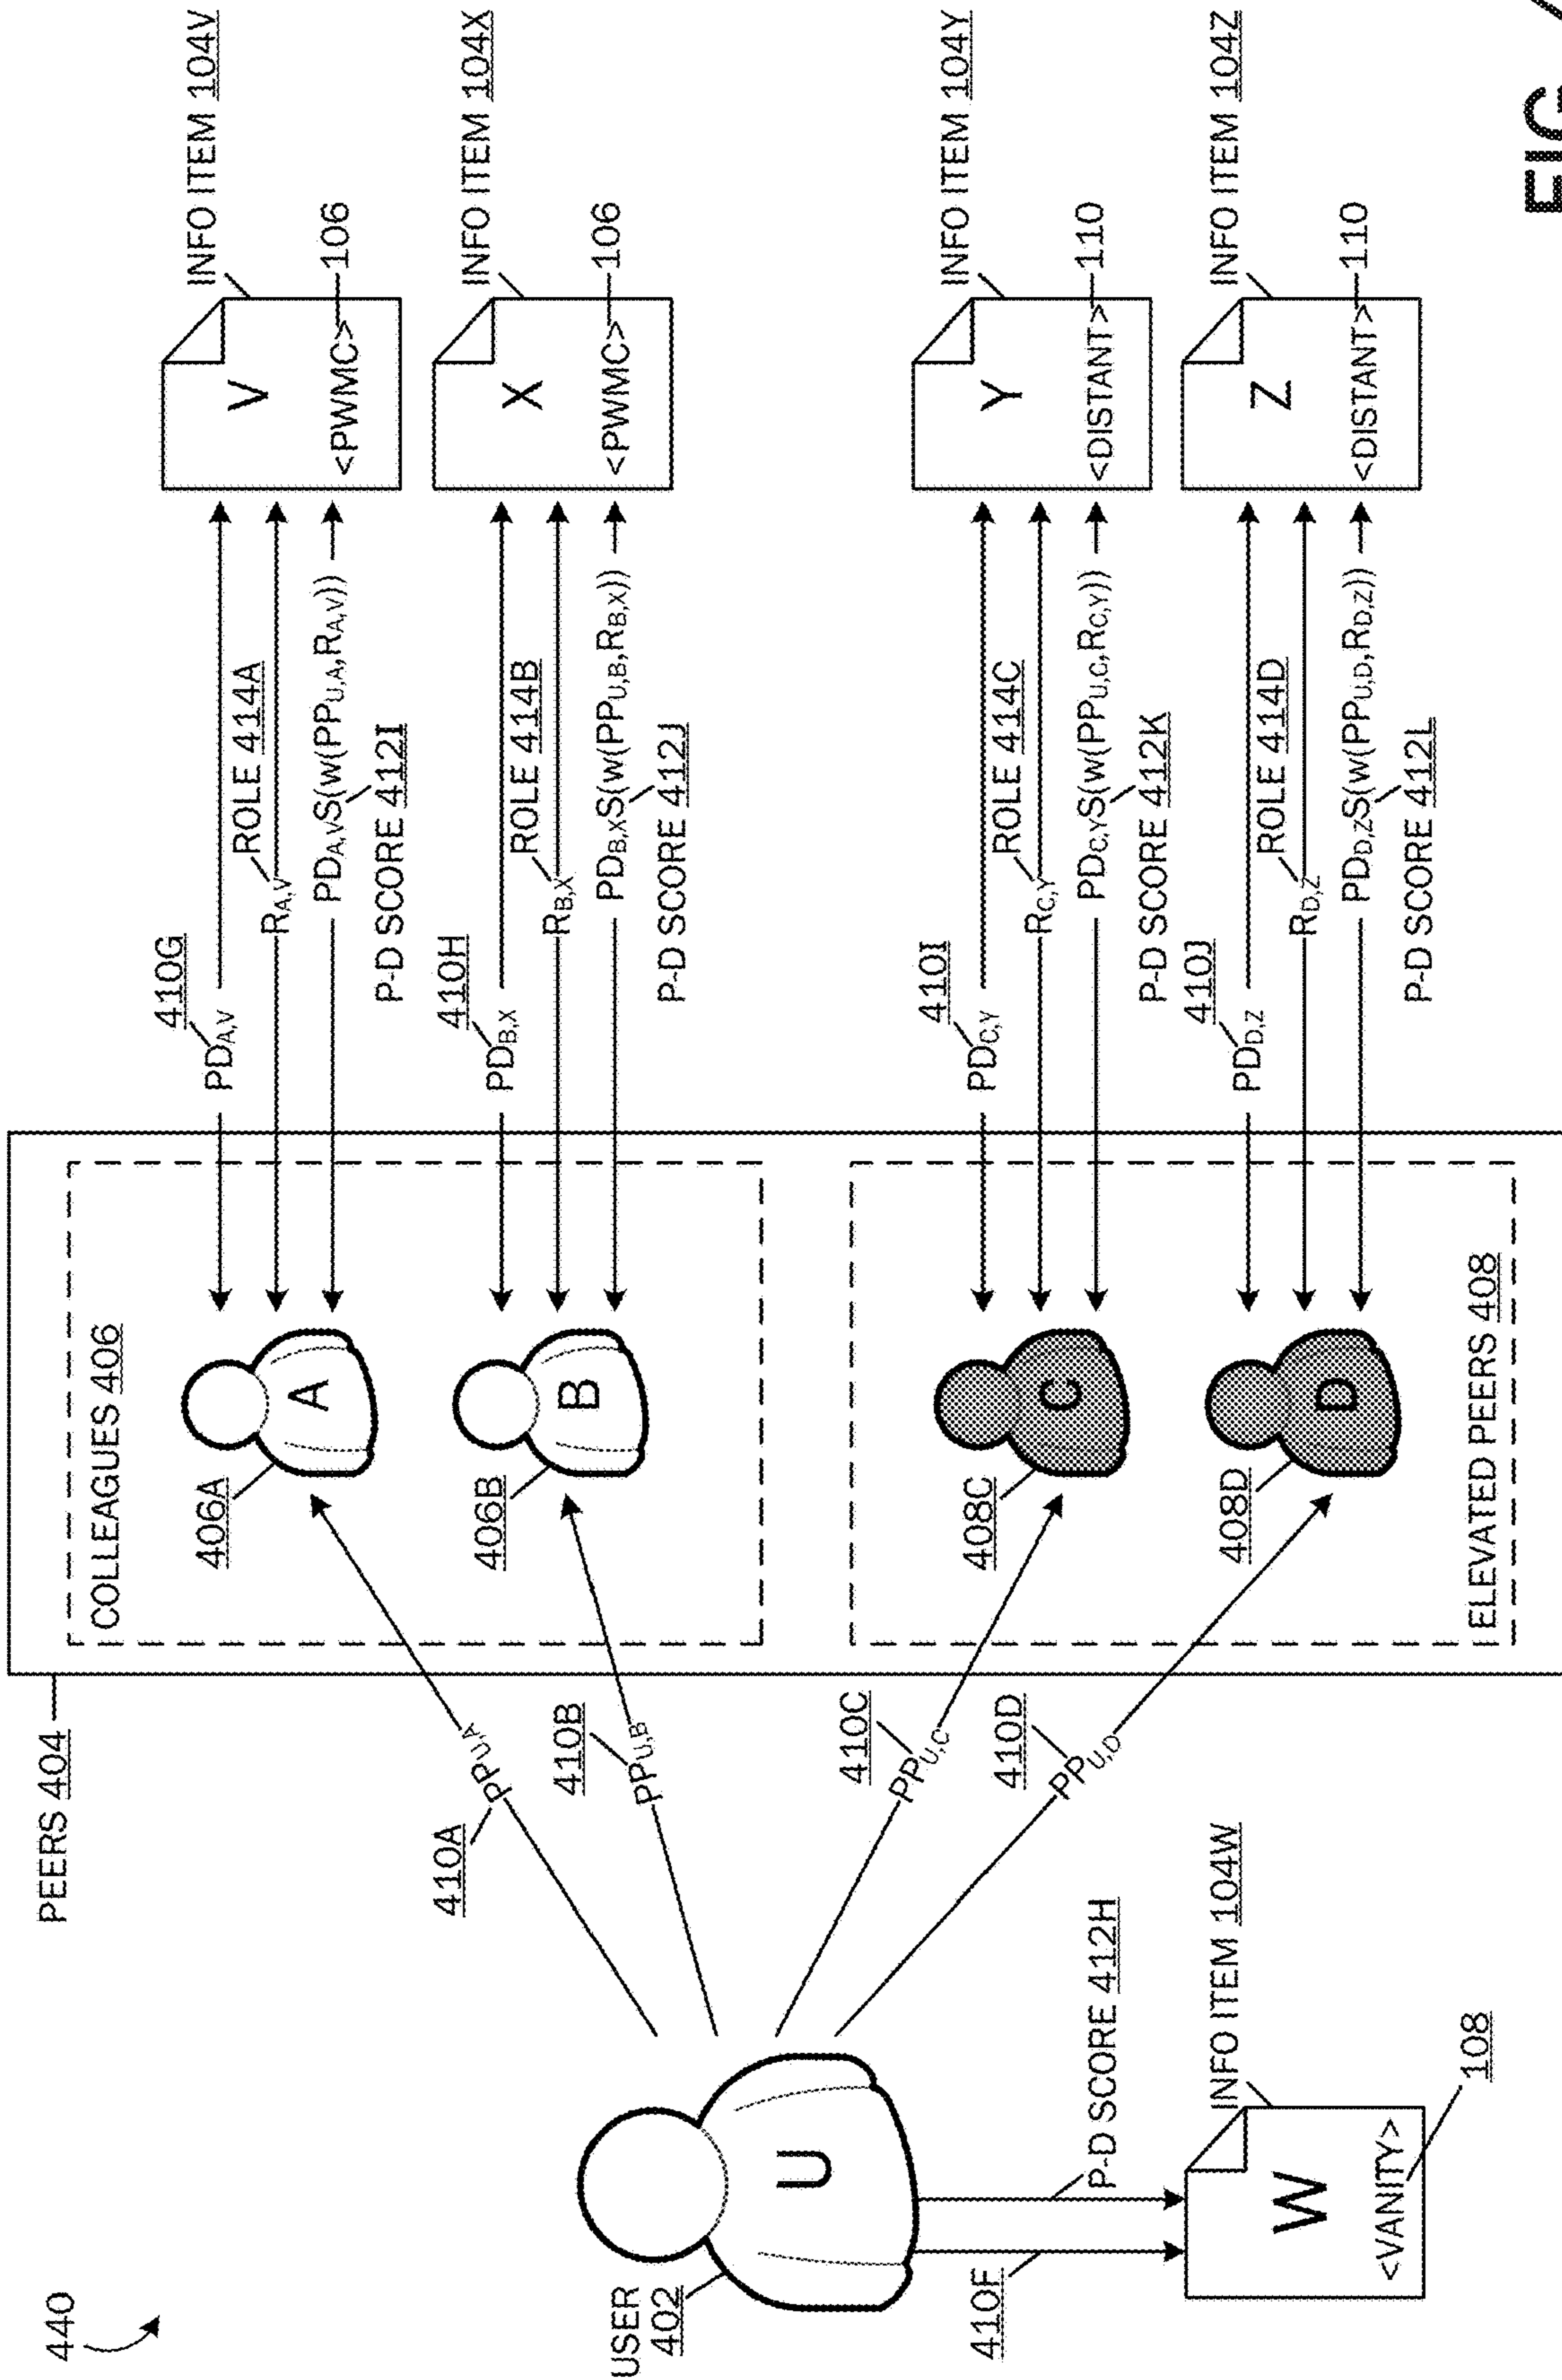 440
PEERS 404
COLLEAGUES 406
406A
A
406B
B
408C
C
408D
D
ELEVATED PEERS 408
USER
402
U
410A
PPU,A
410B
PPU,B
410C
PPU,C
410D
PPU,D
410F
P-D SCORE 412H
INFO ITEM 104W
W
<VANITY>
108
410G
PDA,V
ROLE 414A
RA,V
PDA,VS(w(PPU,A,RA,V))
P-D SCORE 412I
INFO ITEM 104V
V
<PWMC>
106
410H
PDB,X
ROLE 414B
RB,X
PDB,XS(w(PPU,B,RB,X))
P-D SCORE 412J
INFO ITEM 104X
X
<PWMC>
106
410I
PDC,Y
ROLE 414C
RC,Y
PDC,YS(w(PPU,C,RC,Y))
P-D SCORE 412K
INFO ITEM 104Y
Y
<DISTANT>
110
410J
PDD,Z
ROLE 414D
RD,Z
PDD,ZS(w(PPU,D,RD,Z))
P-D SCORE 412L
INFO ITEM 104Z
Z
<DISTANT>
110
FIG.